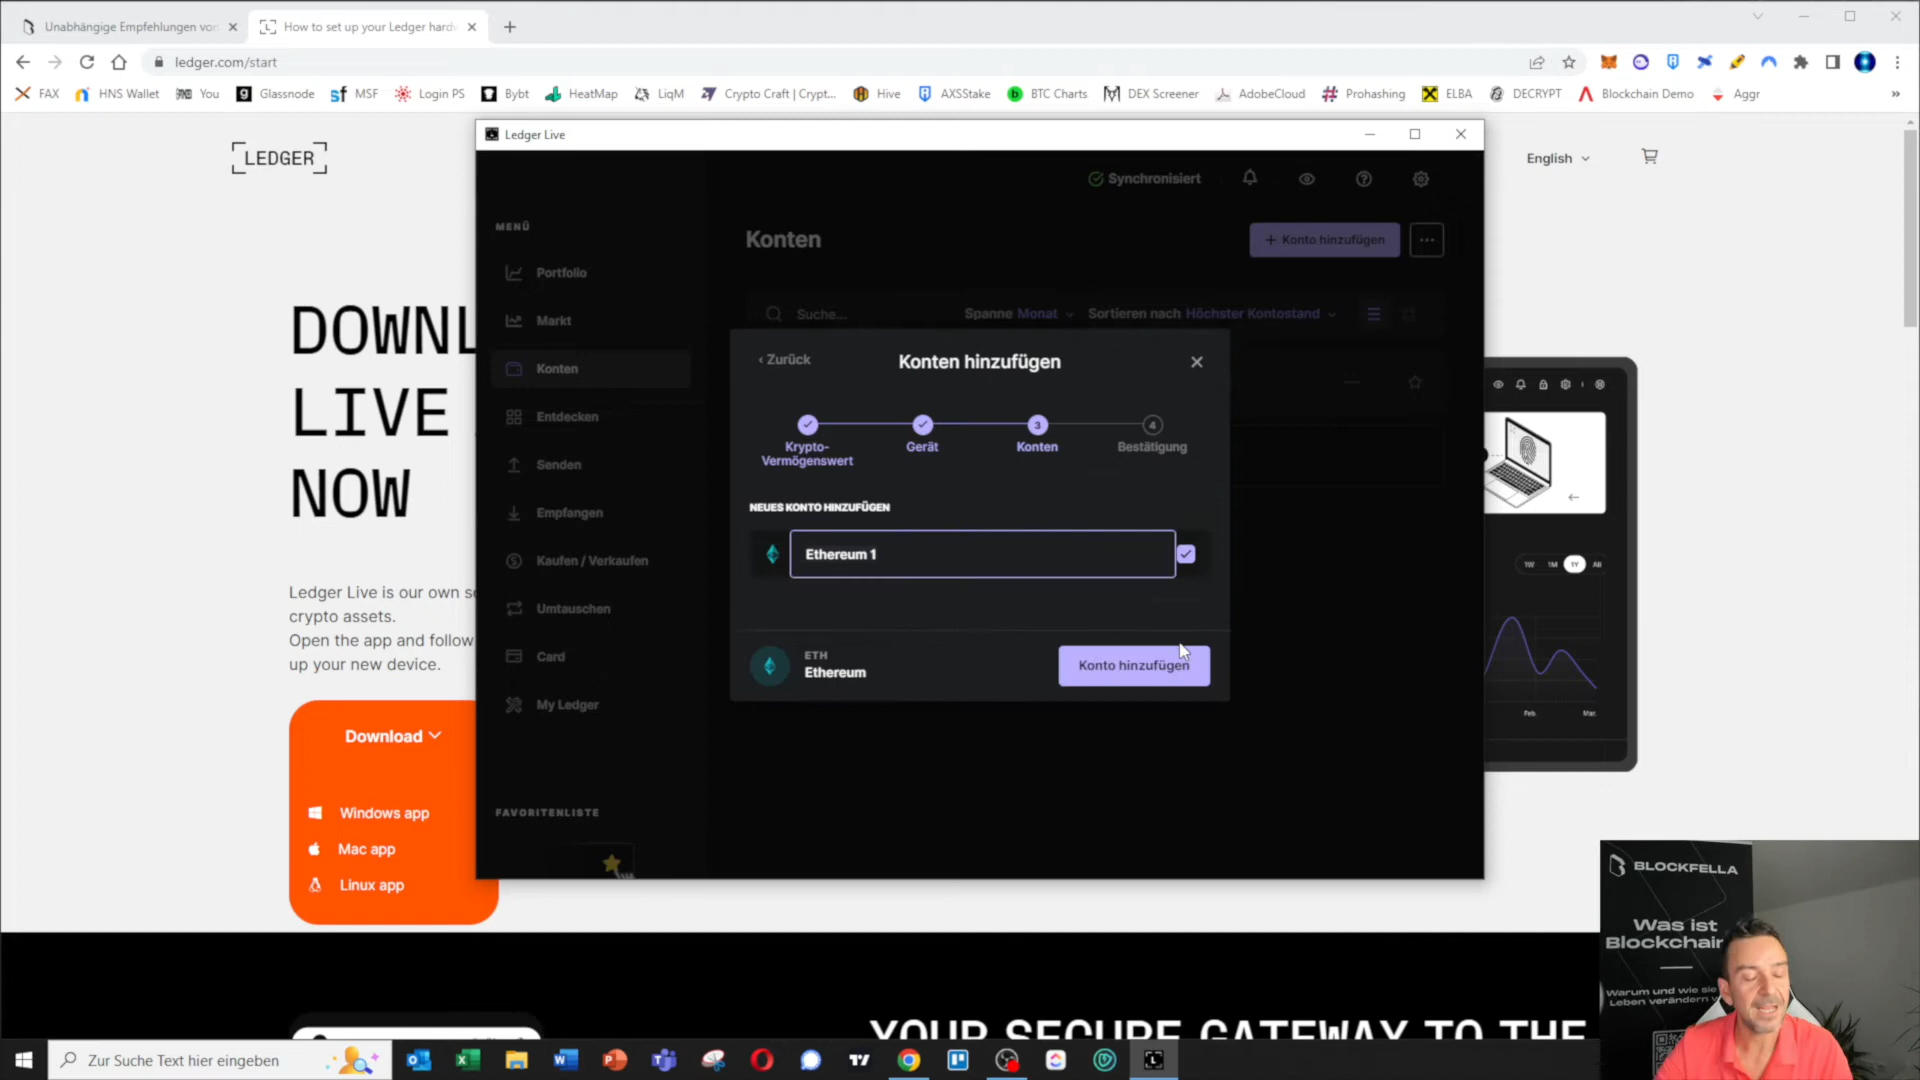 Unabhängige Empfehlungen vo
How to set up your Ledger hard
ledger.com/start
FAX
HNS Wallet
You
Glassnode
MSF
Login PS
Bybt
HeatMap
LiqM
Crypto Craft | Crypt...
Hive
AXSStake
BTC Charts
DEX Screener
AdobeCloud
Prohashing
ELBA
DECRYPT
Blockchain Demo
Aggr
»
LEDGER
English
Ledger Live
Synchronisiert
MENÜ
Portfolio
Markt
Konten
Entdecken
Senden
Empfangen
Kaufen / Verkaufen
Umtauschen
Card
My Ledger
FAVORITENLISTE
Konten
+ Konto hinzufügen
...
Suche...
Spanne Monat
Sortieren nach Höchster Kontostand
‹ Zurück
Konten hinzufügen
3
4
Krypto-
Vermögenswert
Gerät
Konten
Bestätigung
NEUES KONTO HINZUFÜGEN
Ethereum 1
ETH
Ethereum
Konto hinzufügen
DOWNL
LIVE
NOW
Ledger Live is our own s
crypto assets.
Open the app and follow
up your new device.
Download
Windows app
Mac app
Linux app
1W
1M
1Y
All
Feb.
Mar.
YOUR SECURE GATEWAY TO THE
BLOCKFELLA
Was ist
Blockchain
Warum und wie sie
Leben verändern
Zur Suche Text hier eingeben